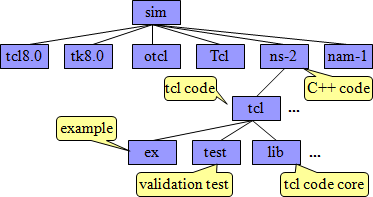 sim
tcl8.0 tk8.0 otcl Tcl ns-2 nam-1
tcl code C++ code
tcl ...
example
ex test lib ...
validation test tcl code core